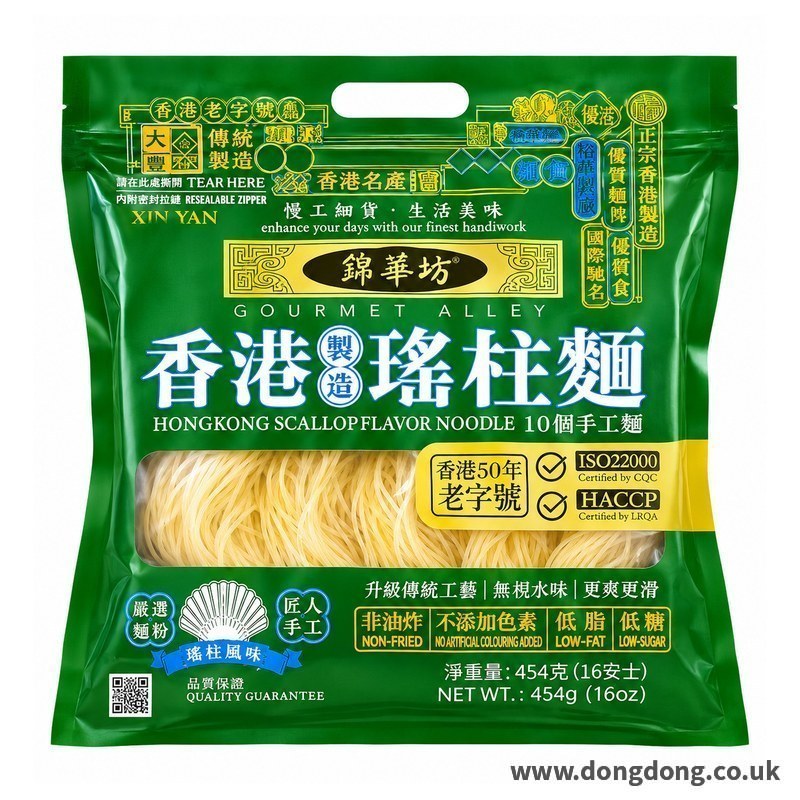 香港老字號
大
豐
傳統
製造
請在此處撕開 TEAR HERE
內附密封拉鏈 RESEALABLE ZIPPER
XIN YAN
香港名產
優港
裕華製廠
優質麵牌
正宗香港製造
國際馳名
優質食
慢工細貨·生活美味
enhance your days with our finest handiwork
錦華坊®
GOURMET ALLEY
香港製造瑤柱麵
HONGKONG SCALLOP FLAVOR NOODLE 10個手工麵
香港50年
老字號
ISO22000
Certified by CQC
HACCP
Certified by LRQA
升級傳統工藝|無梘水味|更爽更滑
嚴選
麵粉
匠人
手工
瑤柱風味
非油炸 不添加色素 低脂 低糖
NON-FRIED NO ARTIFICIAL COLOURING ADDED LOW-FAT LOW-SUGAR
品質保證
QUALITY GUARANTEE
淨重量: 454克 (16安士)
NET WT.: 454g (16oz)
www.dongdong.co.uk